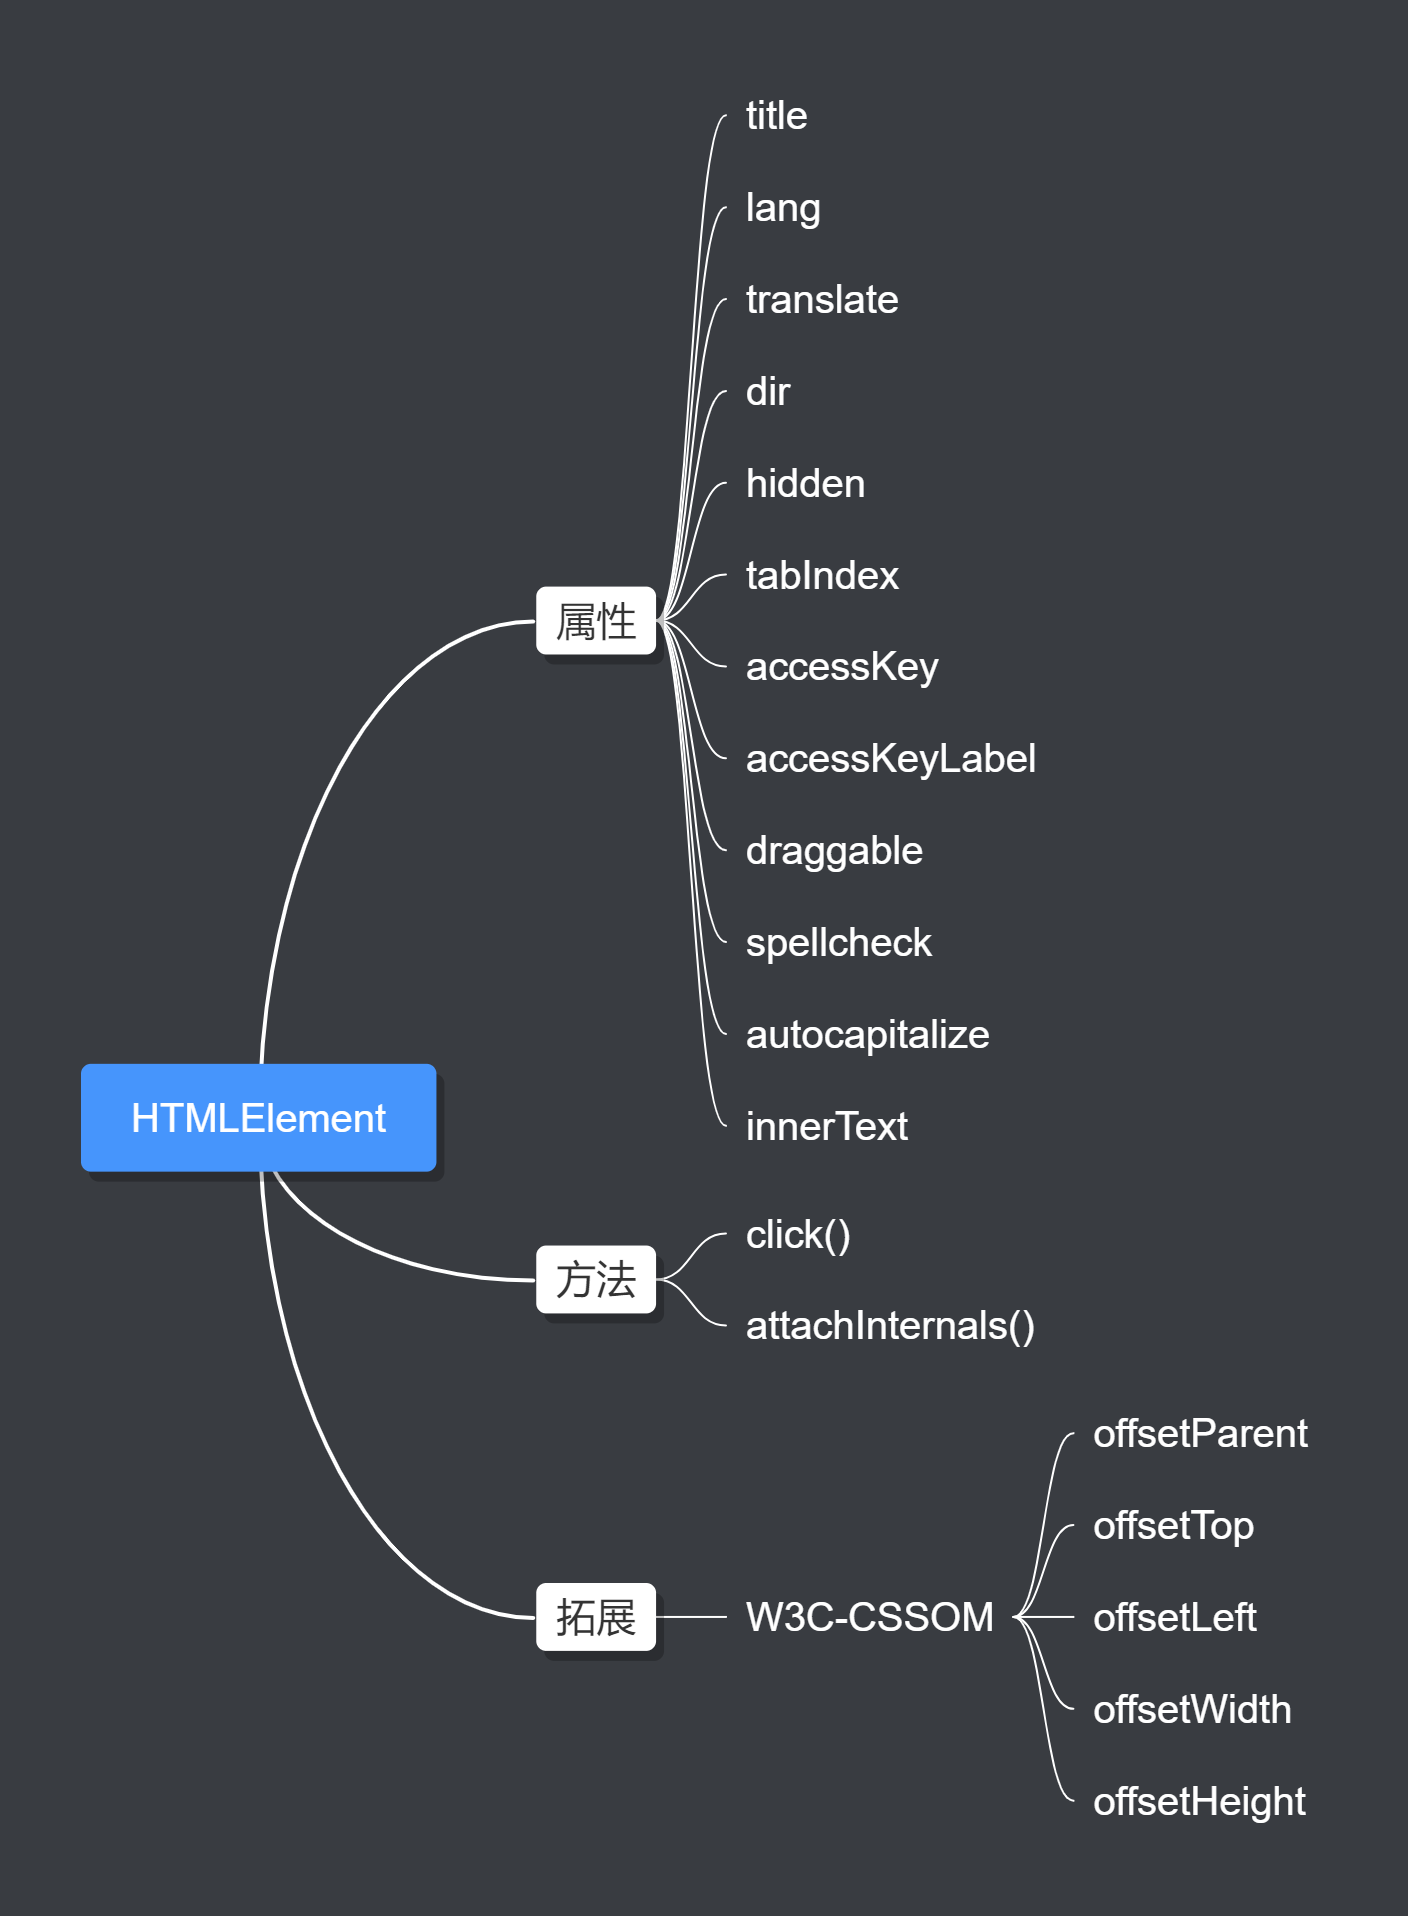 HTMLElement
属性
title
lang
translate
dir
hidden
tabIndex
accessKey
accessKeyLabel
draggable
spellcheck
autocapitalize
innerText
方法
click()
attachInternals()
拓展
W3C-CSSOM
offsetParent
offsetTop
offsetLeft
offsetWidth
offsetHeight